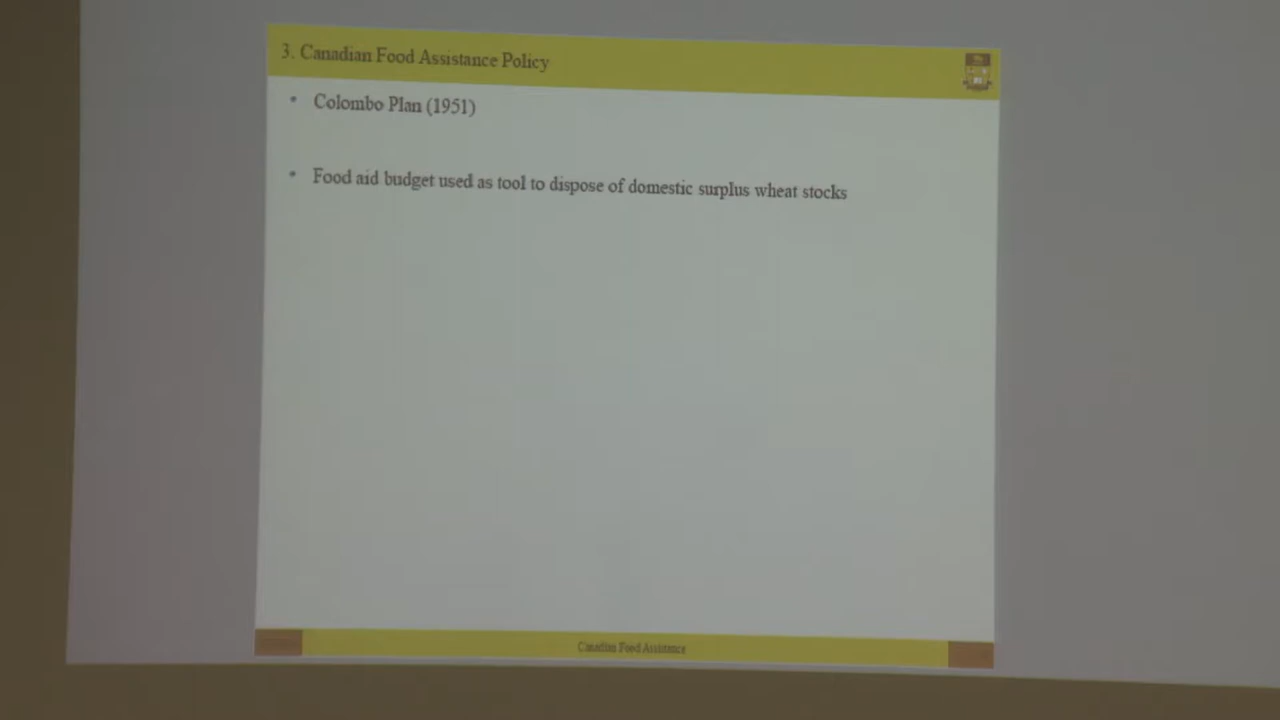 3. Canadian Food Assistance Policy
• Colombo Plan (1951)
• Food aid budget used as tool to dispose of domestic surplus wheat stocks
Canadian Food Assistance